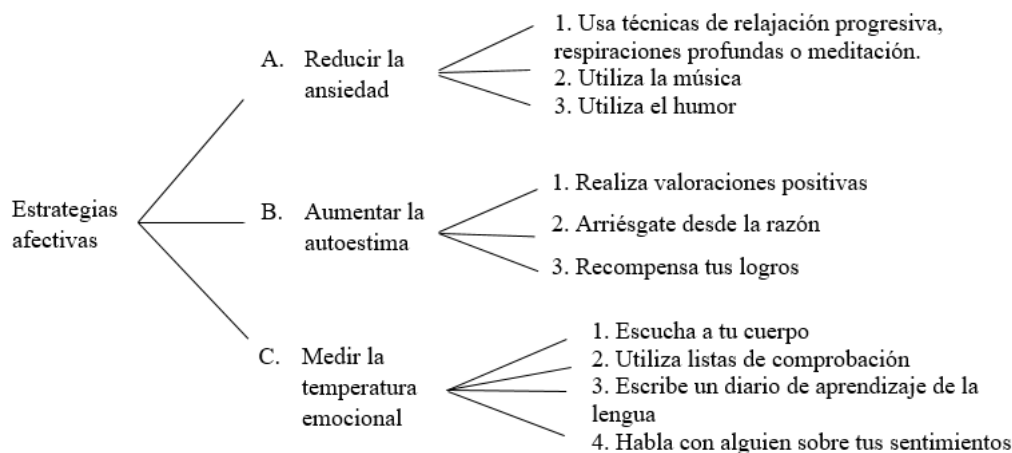 Estrategias
afectivas
A. Reducir la
ansiedad
1. Usa técnicas de relajación progresiva,
respiraciones profundas o meditación.
2. Utiliza la música
3. Utiliza el humor
B. Aumentar la
autoestima
1. Realiza valoraciones positivas
2. Arriésgate desde la razón
3. Recompensa tus logros
C. Medir la
temperatura
emocional
1. Escucha a tu cuerpo
2. Utiliza listas de comprobación
3. Escribe un diario de aprendizaje de la
lengua
4. Habla con alguien sobre tus sentimientos